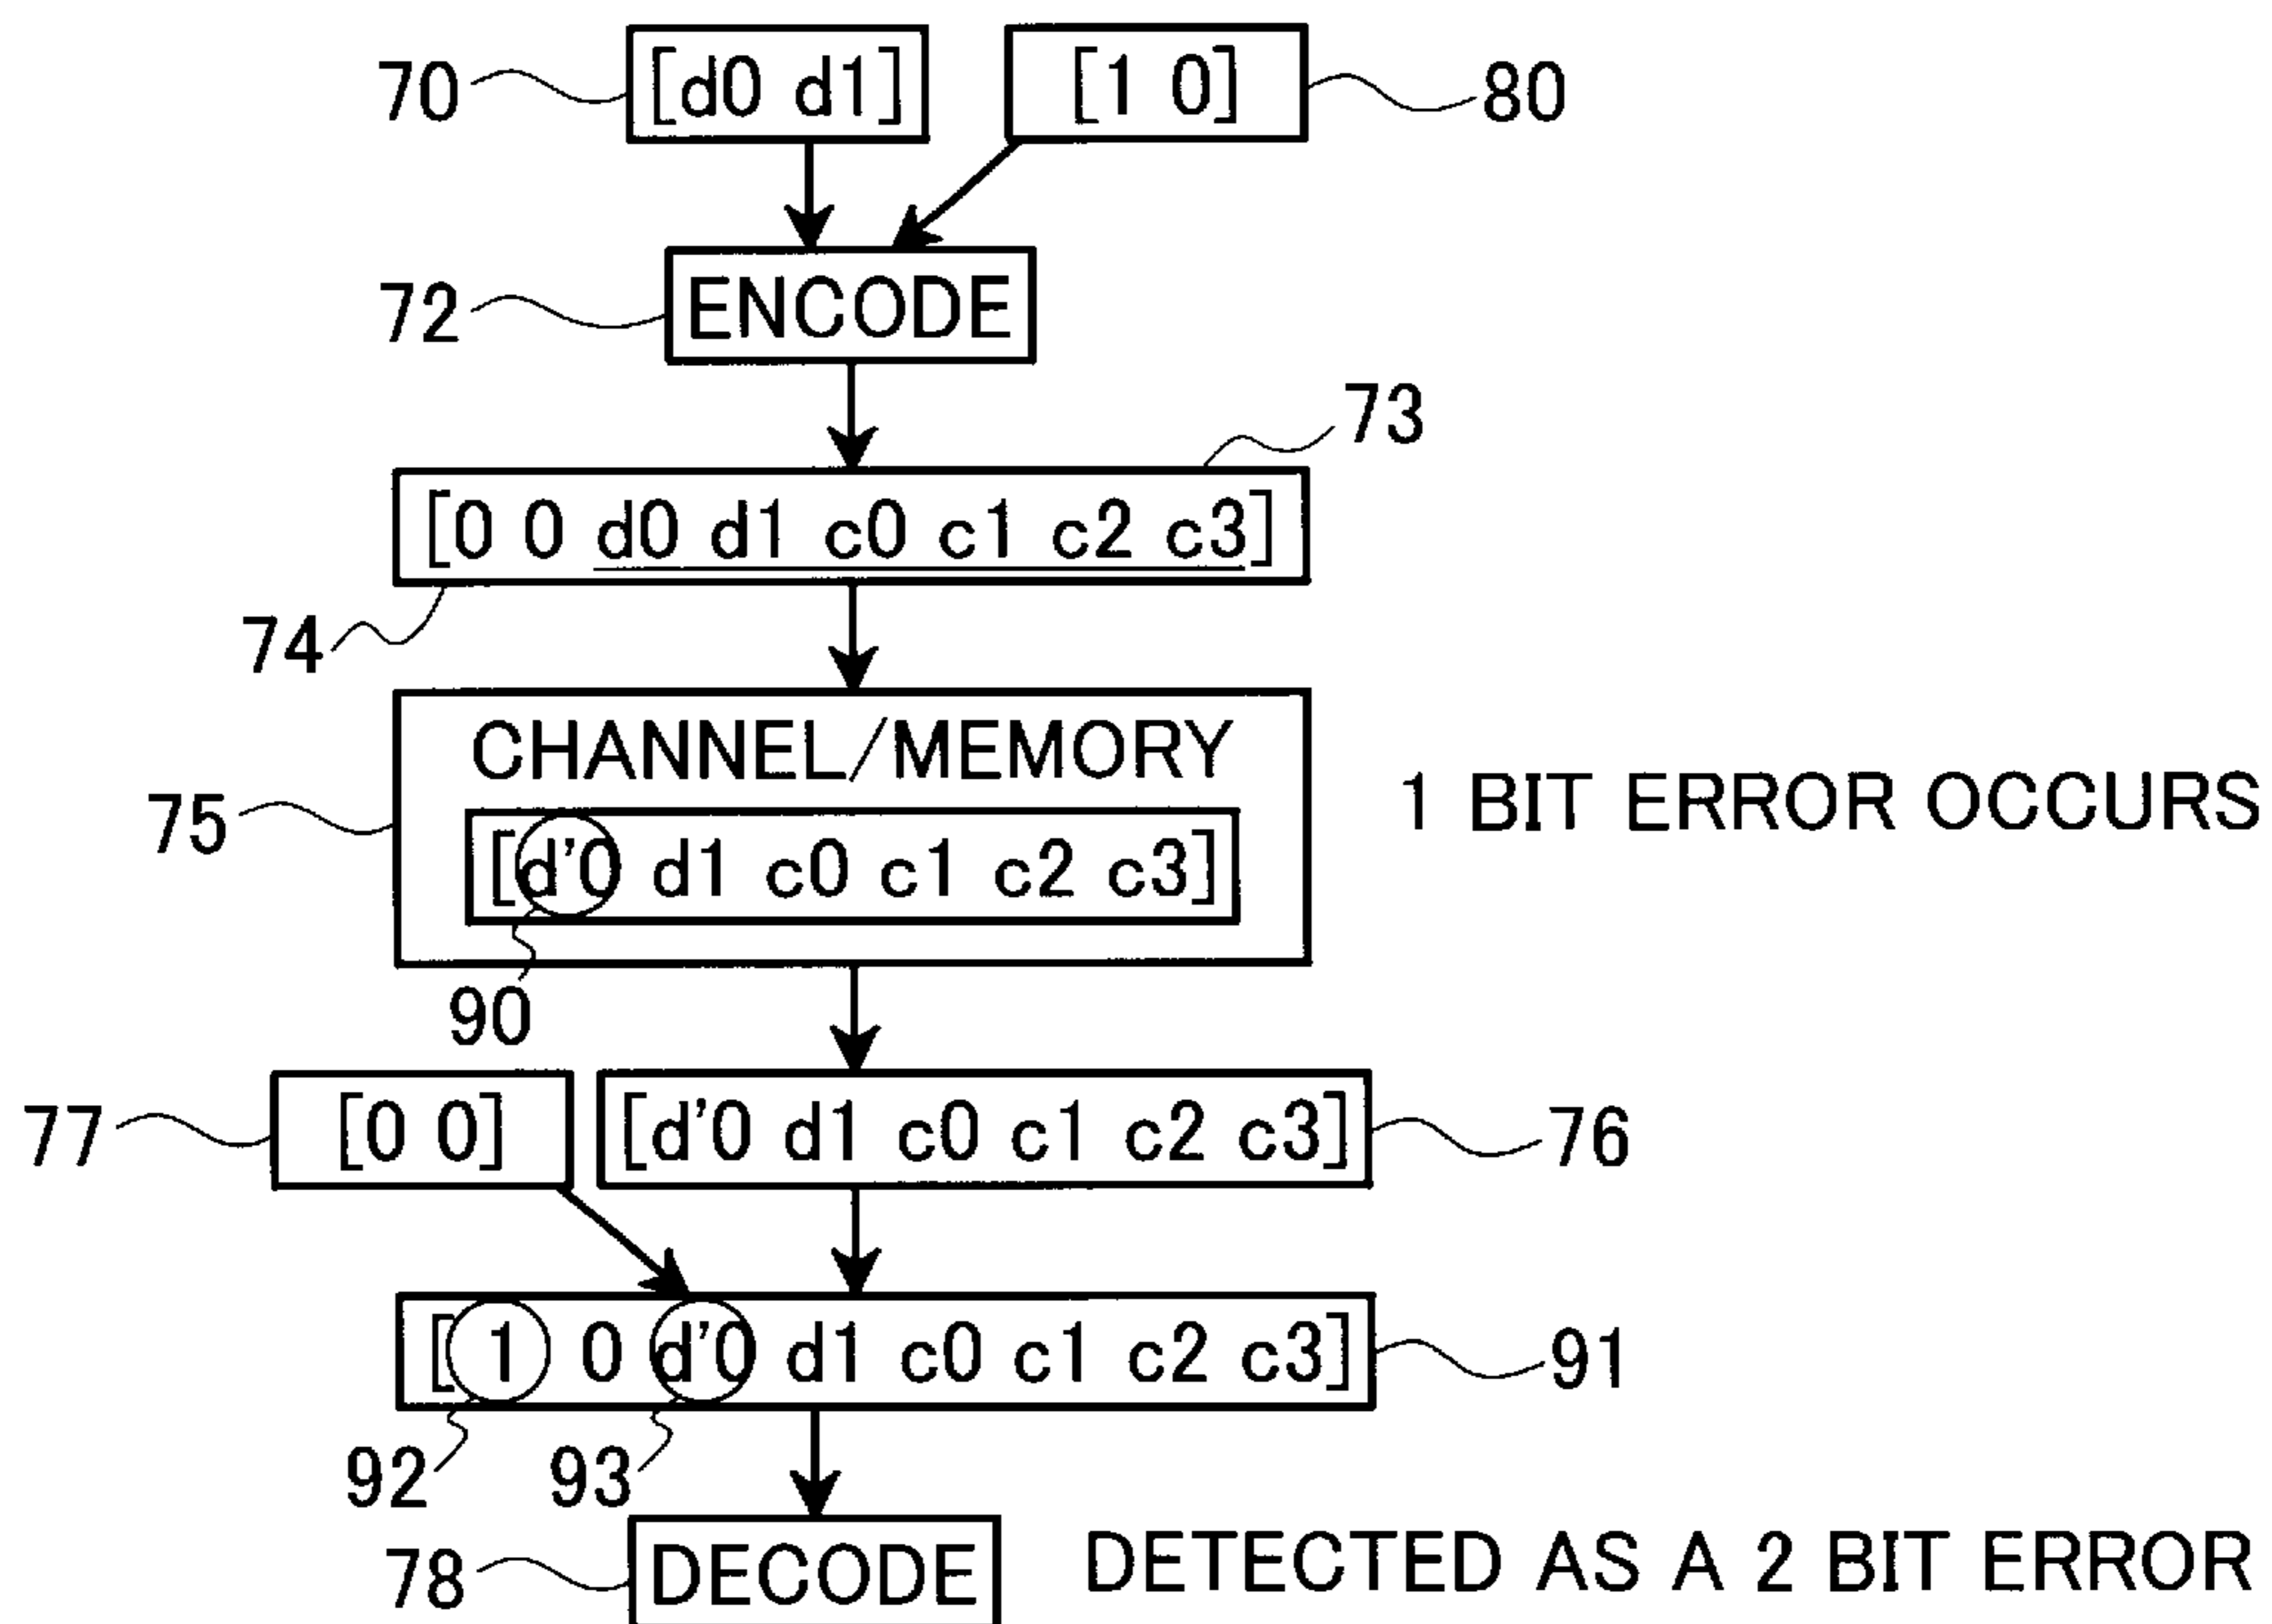 70 [d0 d1] [1 0] 80
72 ENCODE
73
[0 0 d0 d1 c0 c1 c2 c3]
74
CHANNEL/MEMORY
75 1 BIT ERROR OCCURS
[d'0 d1 c0 c1 c2 c3]
90
77 [0 0] [d'0 d1 c0 c1 c2 c3] 76
[1 0 d'0 d1 c0 c1 c2 c3] 91
92 93
78 DECODE DETECTED AS A 2 BIT ERROR